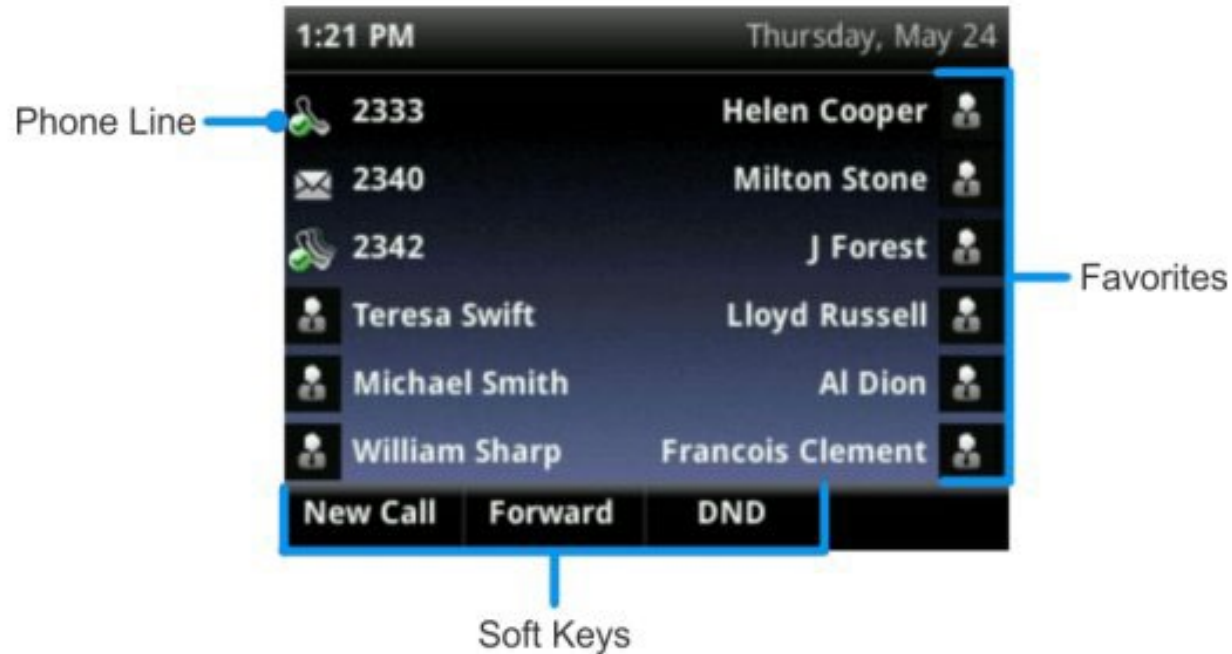 1:21 PM Thursday, May 24
Phone Line 2333 Helen Cooper
2340 Milton Stone
2342 J Forest
Favorites
Teresa Swift Lloyd Russell
Michael Smith Al Dion
William Sharp Francois Clement
New Call Forward DND
Soft Keys